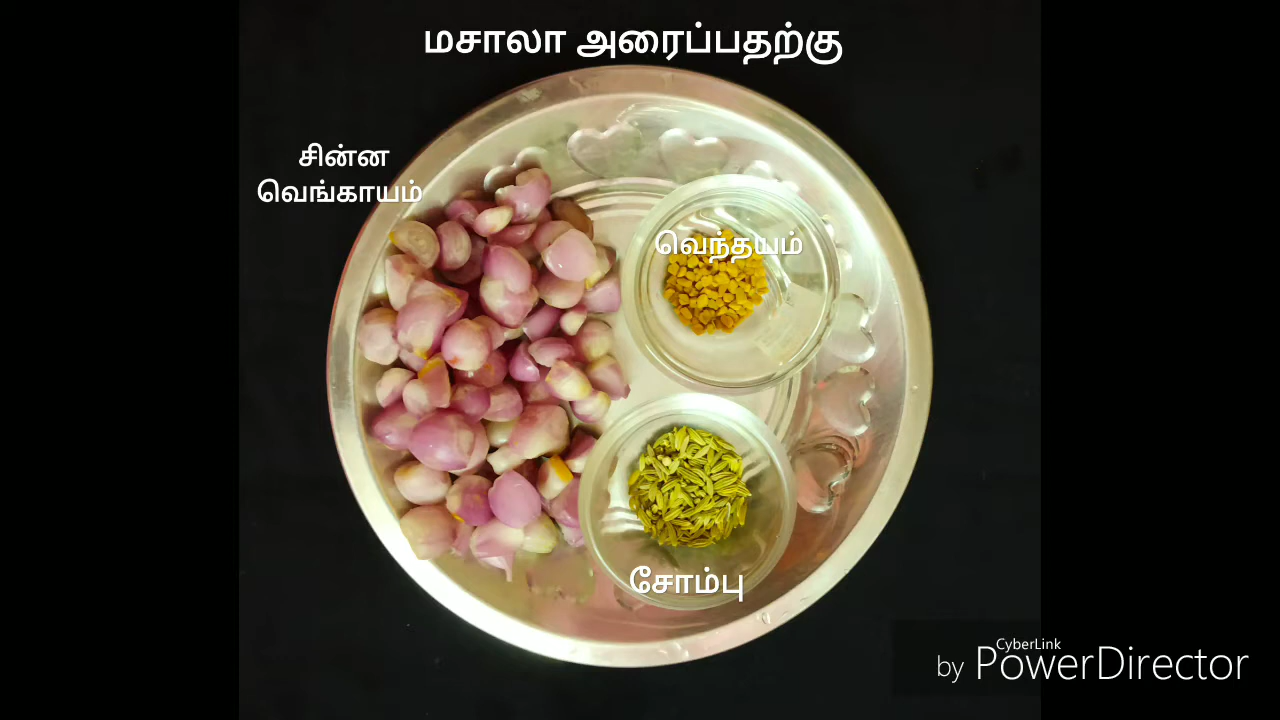 மசாலா அரைப்பதற்கு
சின்ன
வெங்காயம்
வெந்தயம்
சோம்பு
CyberLink
by PowerDirector